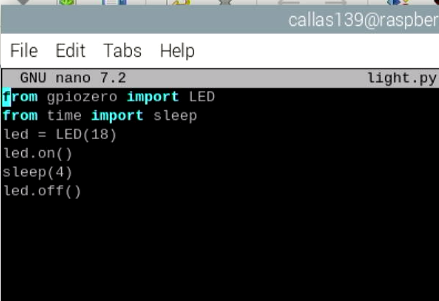 callas139@raspber
File Edit Tabs Help
GNU nano 7.2 light.py
from gpiozero import LED
from time import sleep
led = LED(18)
led.on()
sleep(4)
led.off()